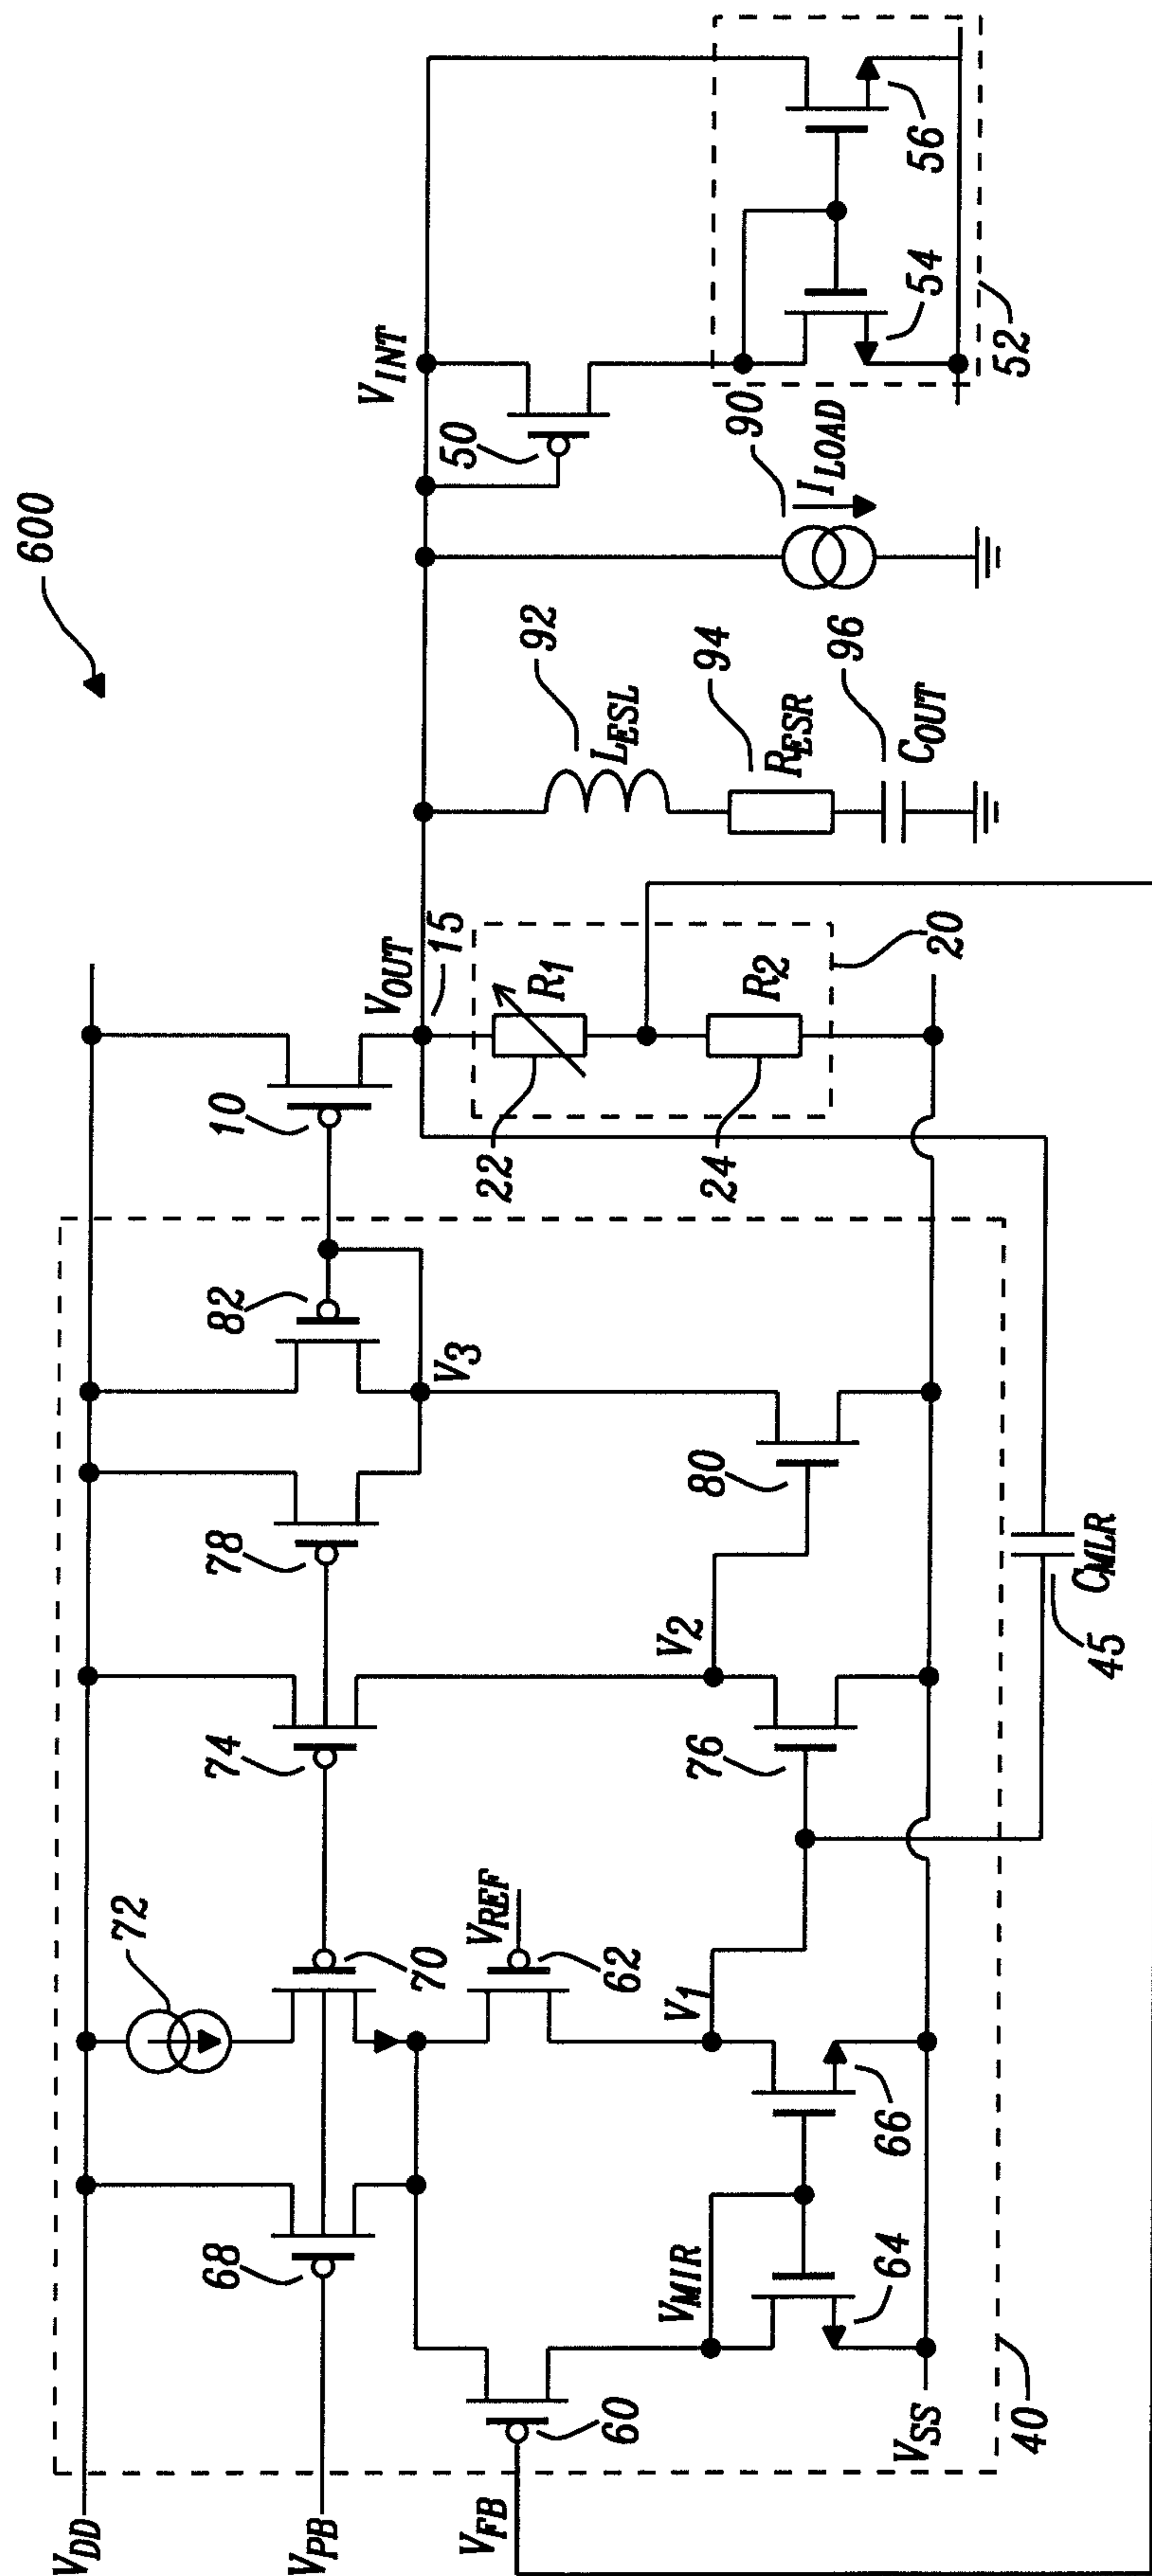 600
V_DD
V_PB
V_FB
V_SS
40
68
60
V_MIR
64
66
72
70
V_REF
62
V_1
74
76
V_2
78
80
82
V_3
45
C_MLR
10
V_OUT
15
22
R_1
24
R_2
20
92
L_ESL
94
R_ESR
96
C_OUT
90
I_LOAD
V_INT
50
54
56
52